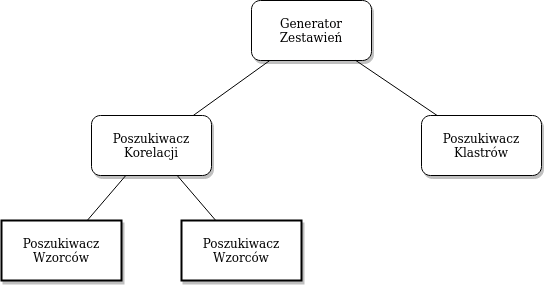 Generator
Zestawień
Poszukiwacz
Korelacji
Poszukiwacz
Klastrów
Poszukiwacz
Wzorców
Poszukiwacz
Wzorców